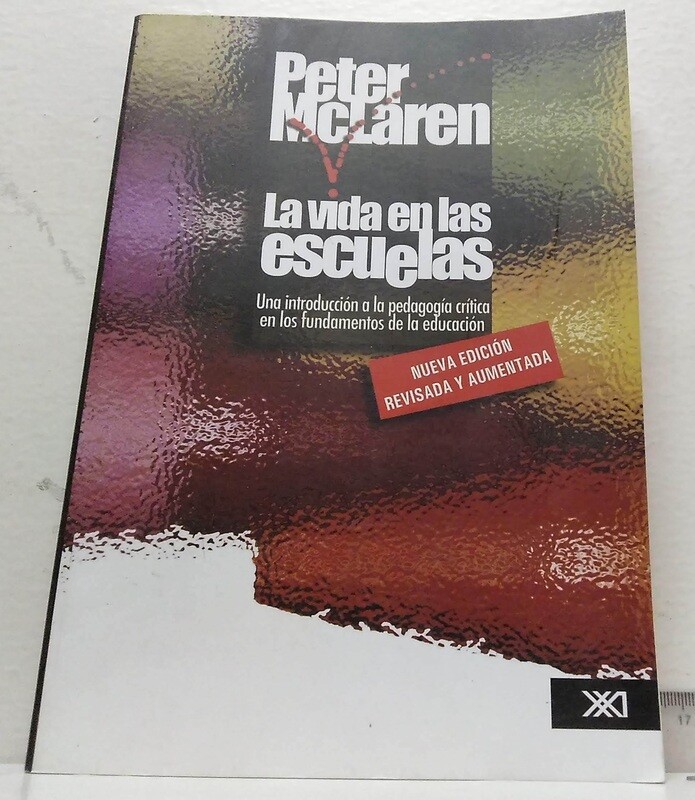 Peter
McLaren
La vida en las
escuelas
Una introducción a la pedagogía crítica
en los fundamentos de la educación
NUEVA EDICIÓN
REVISADA Y AUMENTADA
XXI
17